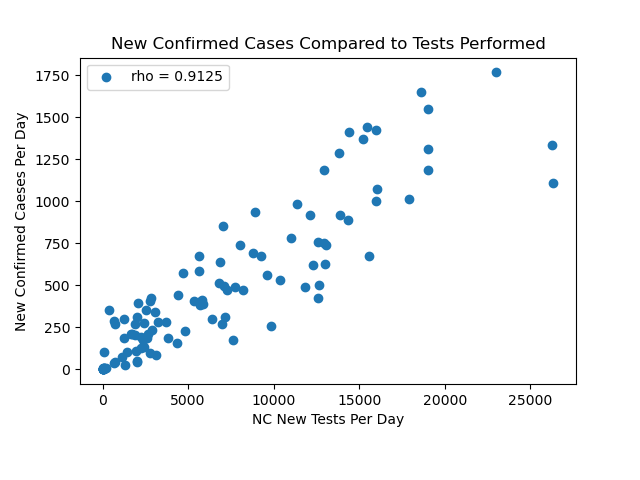 New Confirmed Cases Compared to Tests Performed
rho = 0.9125
1750
1500
1250
1000
750
500
250
0
New Confirmed Caeses Per Day
0 5000 10000 15000 20000 25000
NC New Tests Per Day